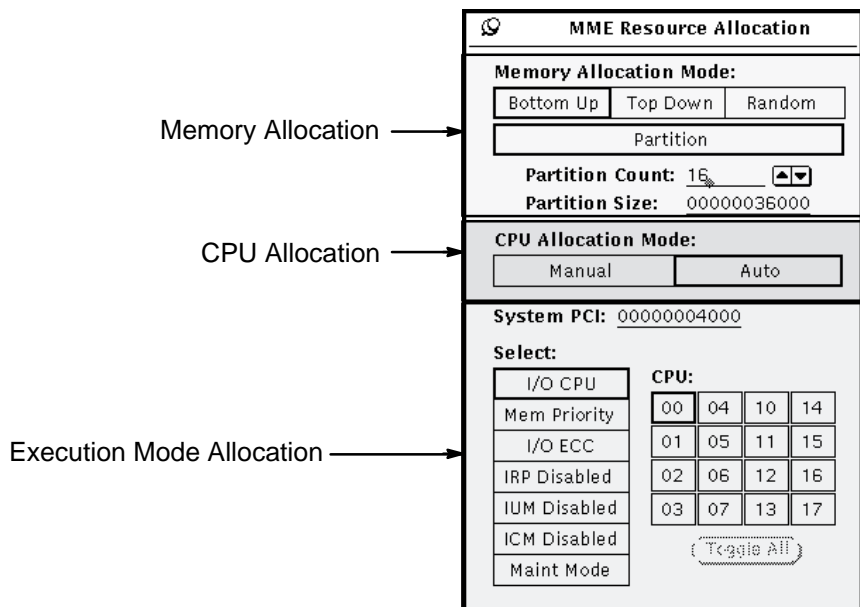 MME Resource Allocation
Memory Allocation Mode:
Bottom Up Top Down Random
Partition
Memory Allocation
Partition Count: 16
Partition Size: 00000036000
CPU Allocation Mode:
CPU Allocation
Manual Auto
System PCI: 00000004000
Select:
CPU:
I/O CPU
Mem Priority
I/O ECC
IRP Disabled
IUM Disabled
ICM Disabled
Maint Mode
00 04 10 14
01 05 11 15
02 06 12 16
03 07 13 17
Toggle All
Execution Mode Allocation